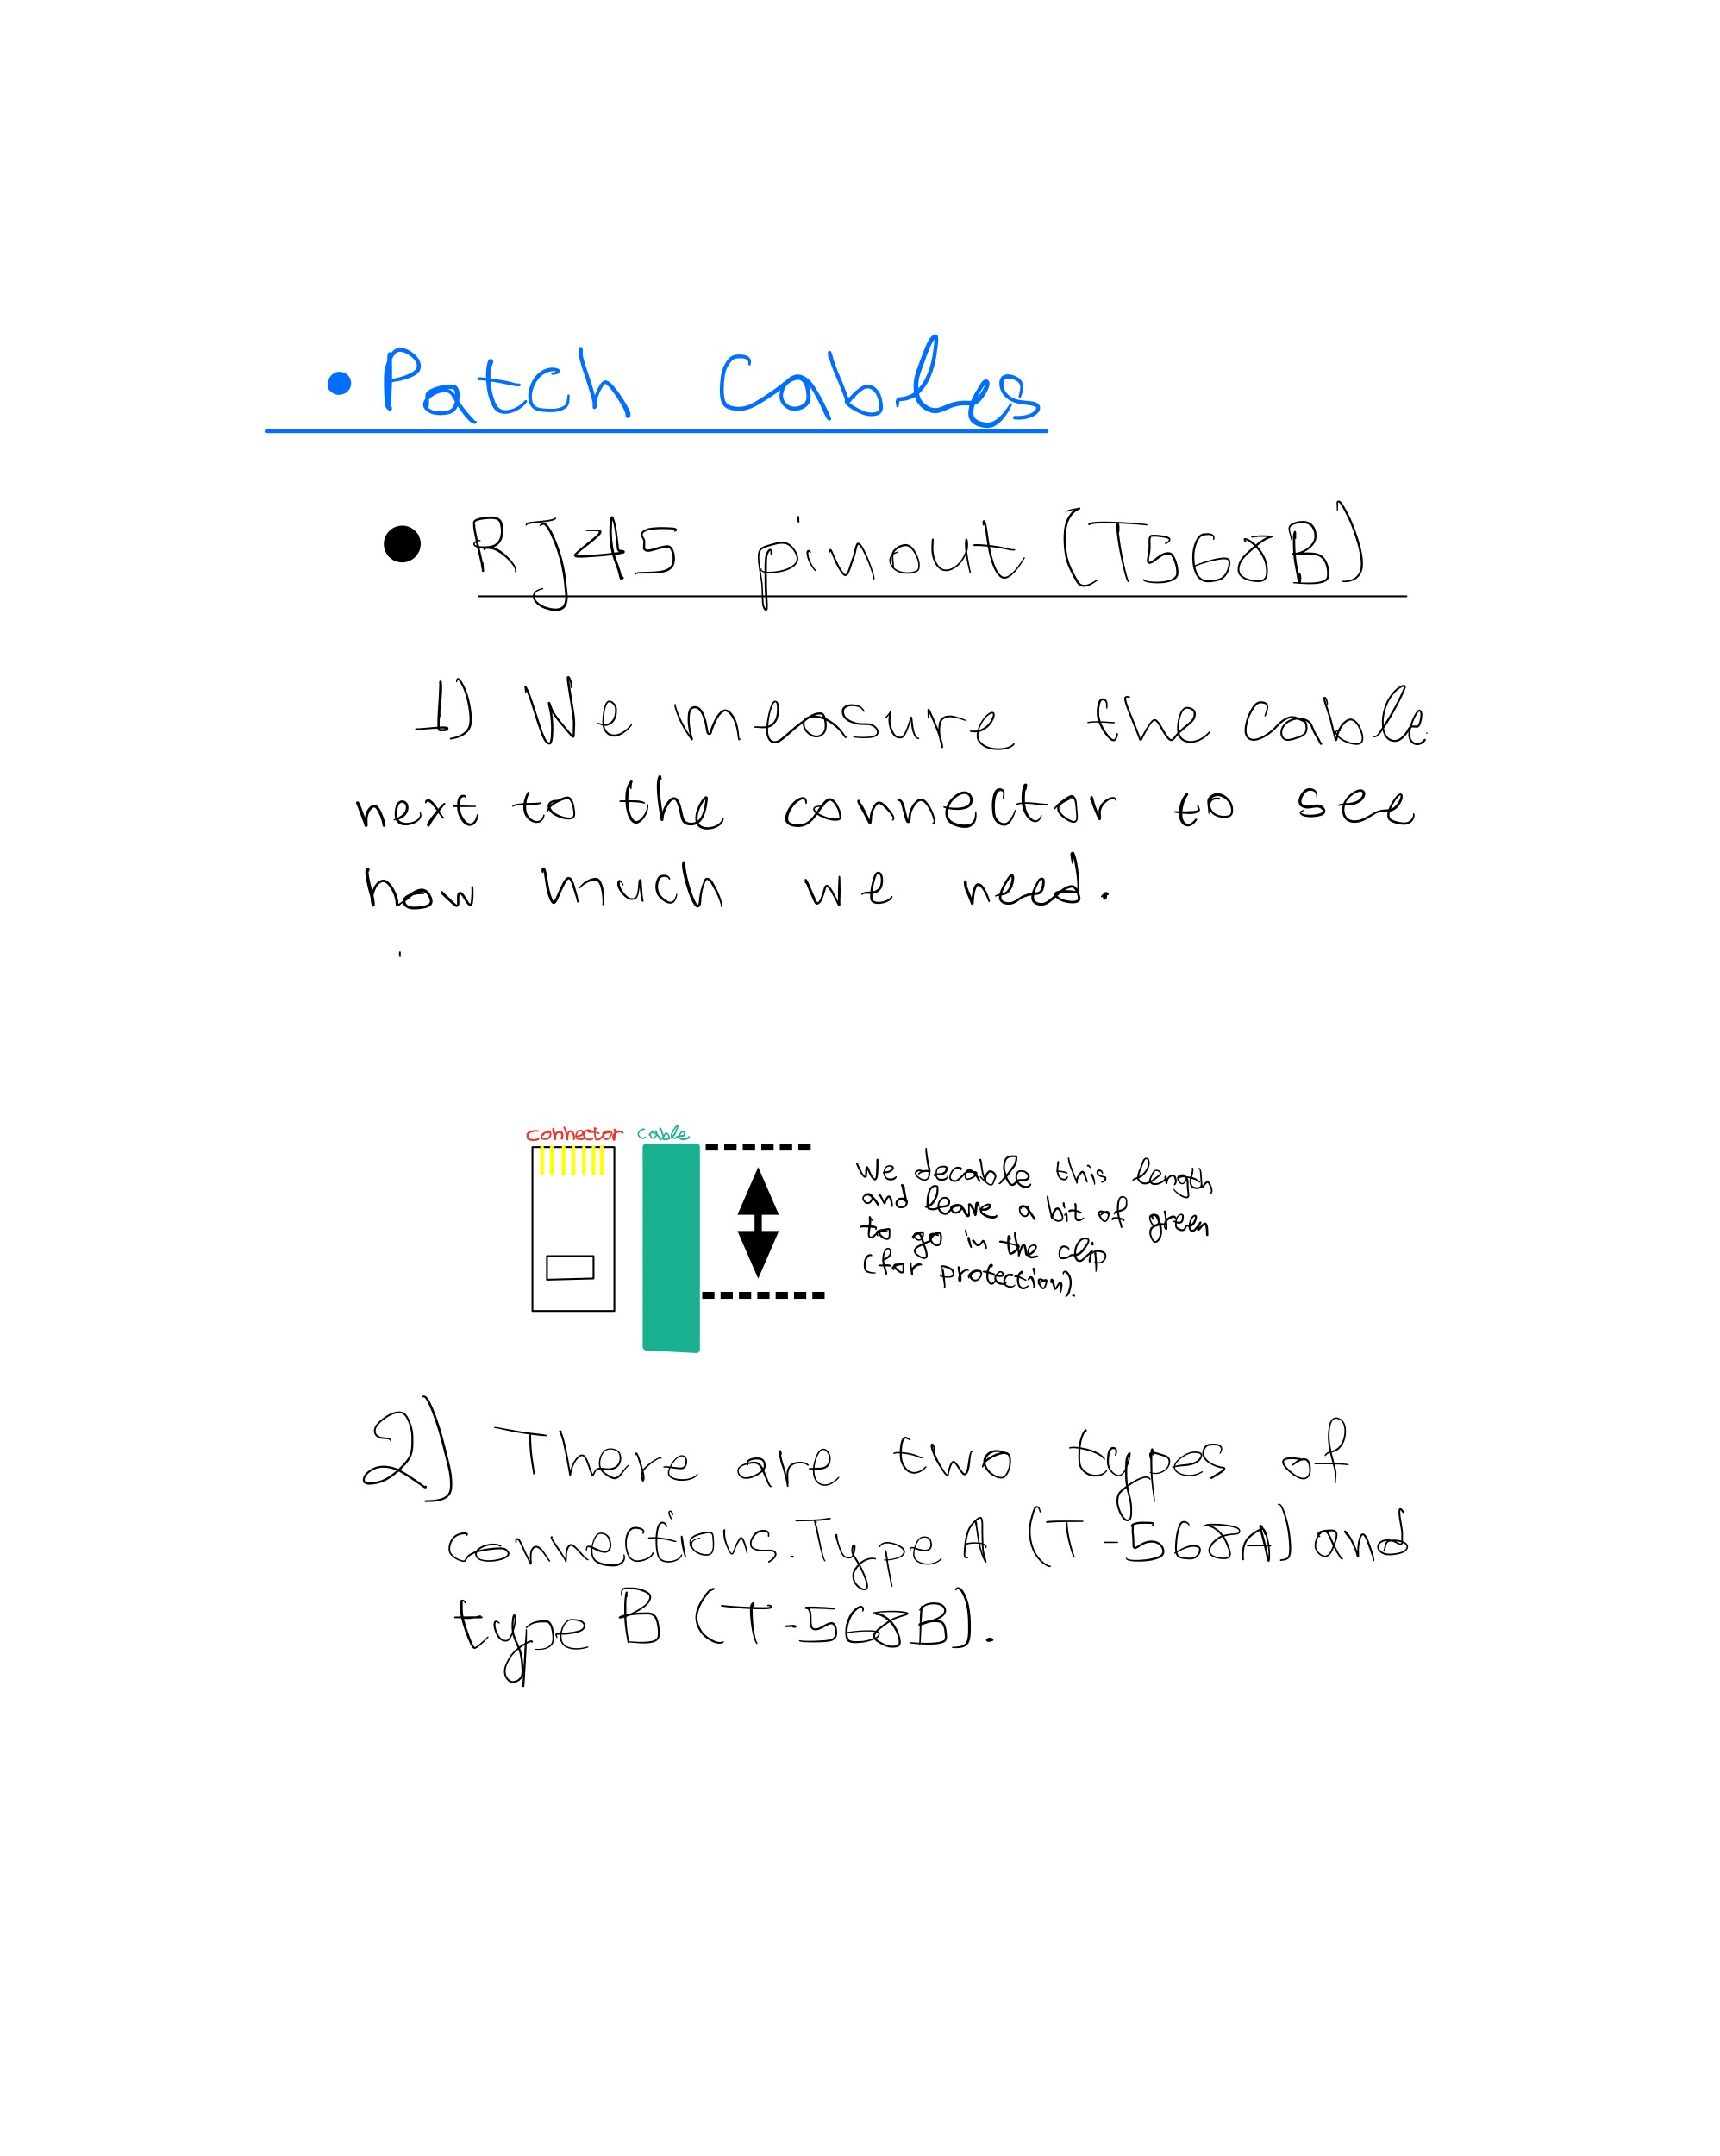 • Patch Cables
• RJ45 pinout (T568B)
1) We measure the cable
next to the connector to see
how much we need.
connector cable
We decable this length
and leave a bit of green
to go in the clip
(for protection).
2) There are two types of
connections. Type A (T-568A) and
type B (T-568B).